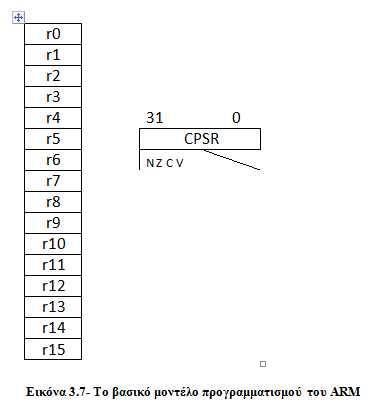 r0
r1
r2
r3
r4
r5
r6
r7
r8
r9
r10
r11
r12
r13
r14
r15
31 0
CPSR
N Z C V
Εικόνα 3.7- Το βασικό μοντέλο προγραμματισμού του ARM